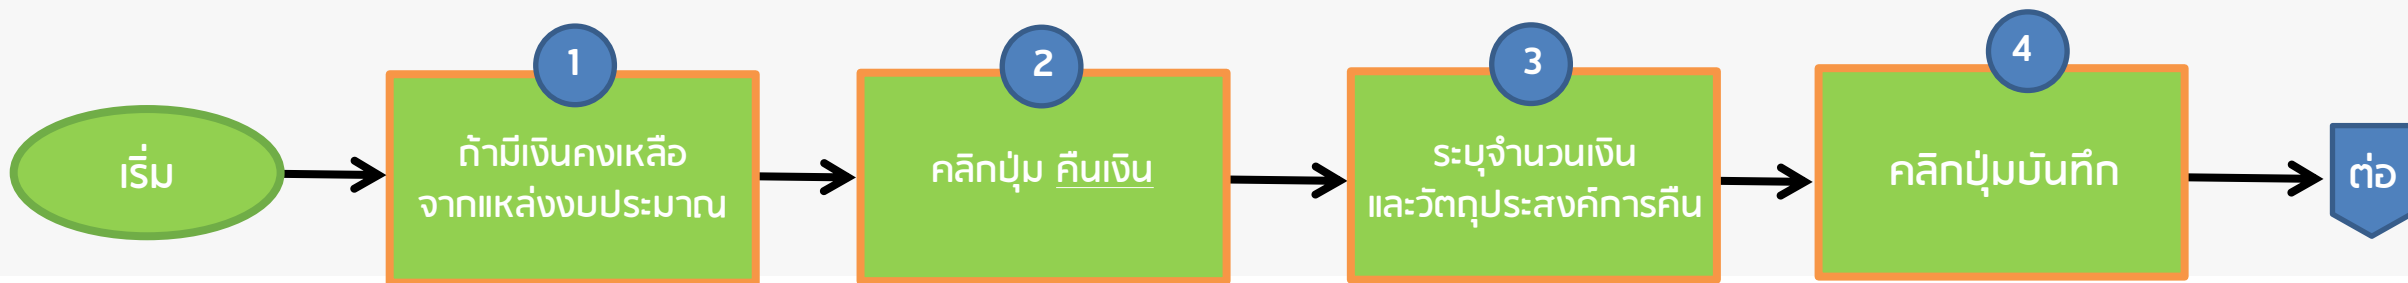 เริ่ม
1
ถ้ามีเงินคงเหลือ
จากแหล่งงบประมาณ
2
คลิกปุ่ม คืนเงิน
3
ระบุจำนวนเงิน
และวัตถุประสงค์การคืน
4
คลิกปุ่มบันทึก
ต่อ